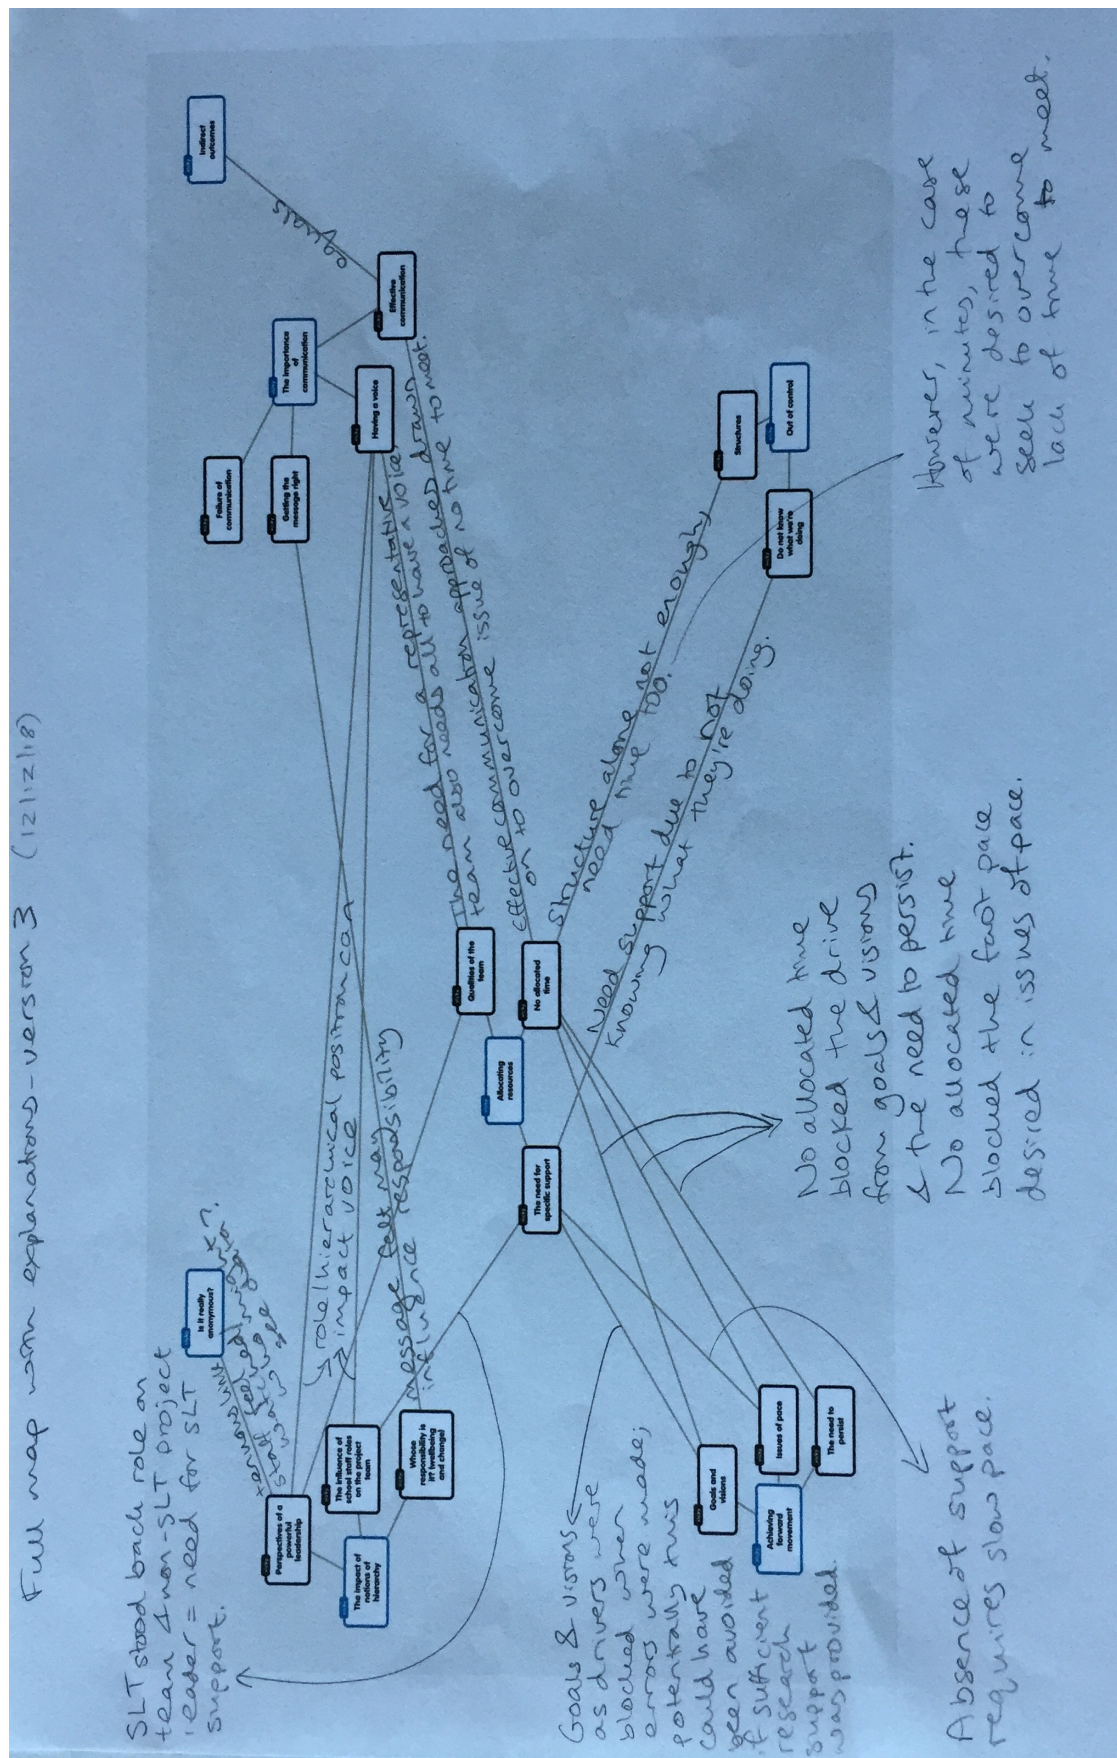 Full map with explanations - version 3 (12/12/18)
SLT stood back role on
team & non-SLT project
leader = need for SLT
support.
Is it really
anonymous?
staff
Perspectives of a
powerful
leadership
The impact of
notions of
hierarchy
The influence of
school staff roles
on the project
team
Whose
responsibility is
it? (wellbeing
and change)
role/hierarchical position can
impact voice
message felt may
influence responsibility
Failure of
communication
Getting the
message right
The importance
of
communication
Having a voice
Effective
communication
Indirect
outcomes
equals
The need for a representative
team also needs all to have a voice.
Effective communication approaches drawn
on to overcome issue of no time to meet.
Qualities of the
team
Allocating
resources
No allocated
time
The need for
specific support
Structure alone not enough,
need time too.
Need support due to not
knowing what they're doing.
Structures
Out of control
Do not know
what we're
doing
However, in the case
of minutes, these
were desired to
seek to overcome
lack of time to meet.
No allocated time
blocked the drive
from goals & visions
& the need to persist.
No allocated time
blocked the fast pace
desired in issues of pace.
Goals and
visions
Issues of pace
Achieving
forward
movement
The need to
persist
Goals & visions
as drivers were
blocked when
errors were made;
potentially this
could have
been avoided
if sufficient
research
support
was provided.
Absence of support
requires slow pace.